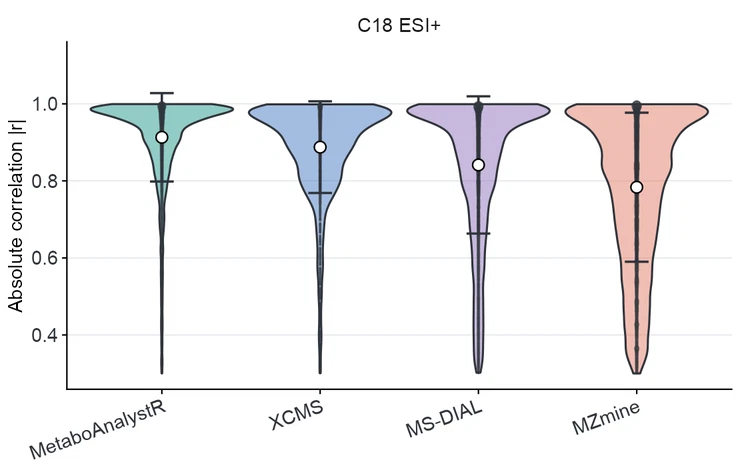 C18 ESI+
Absolute correlation |r|
1.0
0.8
0.6
0.4
MetaboAnalystR
XCMS
MS-DIAL
MZmine